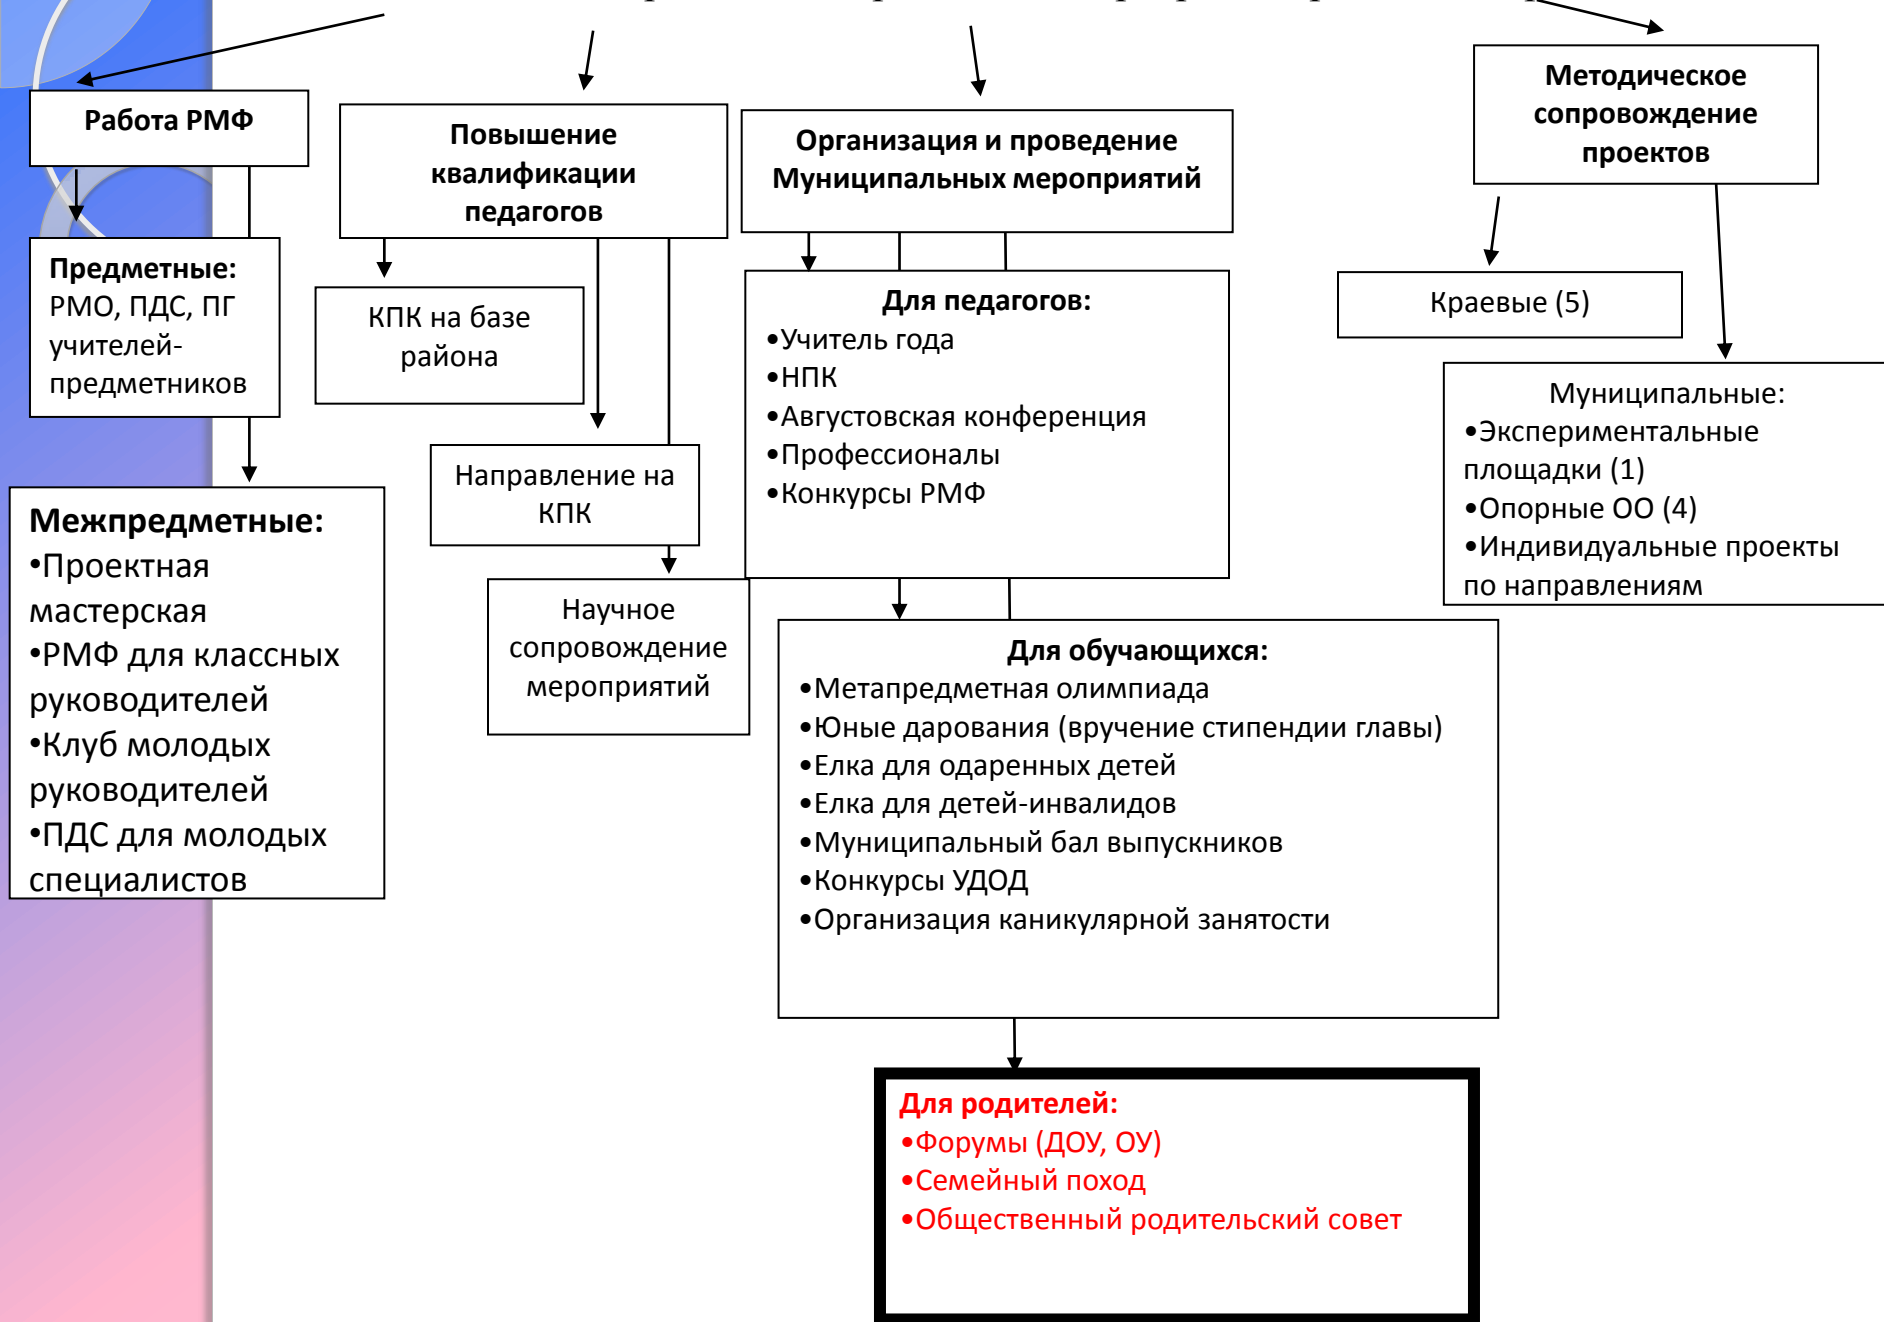 Работа РМФ
Предметные:
РМО, ПДС, ПГ
учителей-
предметников
Межпредметные:
•Проектная
мастерская
•РМФ для классных
руководителей
•Клуб молодых
руководителей
•ПДС для молодых
специалистов
Повышение
квалификации
педагогов
КПК на базе
района
Направление на
КПК
Научное
сопровождение
мероприятий
Организация и проведение
Муниципальных мероприятий
Для педагогов:
•Учитель года
•НПК
•Августовская конференция
•Профессионалы
•Конкурсы РМФ
Для обучающихся:
•Метапредметная олимпиада
•Юные дарования (вручение стипендии главы)
•Елка для одаренных детей
•Елка для детей-инвалидов
•Муниципальный бал выпускников
•Конкурсы УДОД
•Организация каникулярной занятости
Для родителей:
•Форумы (ДОУ, ОУ)
•Семейный поход
•Общественный родительский совет
Методическое
сопровождение
проектов
Краевые (5)
Муниципальные:
•Экспериментальные
площадки (1)
•Опорные ОО (4)
•Индивидуальные проекты
по направлениям